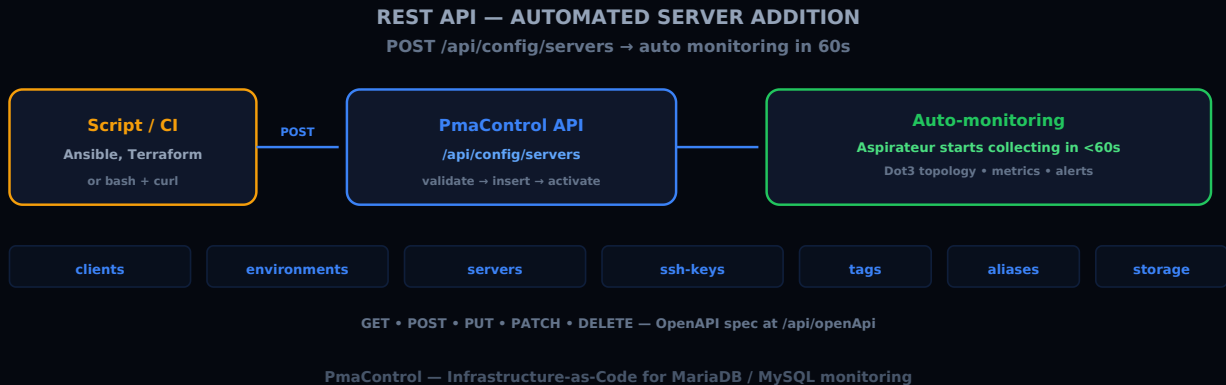 REST API — AUTOMATED SERVER ADDITION
POST /api/config/servers → auto monitoring in 60s
Script / CI
Ansible, Terraform
or bash + curl
POST
PmaControl API
/api/config/servers
validate → insert → activate
Auto-monitoring
Aspirateur starts collecting in <60s
Dot3 topology • metrics • alerts
clients
environments
servers
ssh-keys
tags
aliases
storage
GET • POST • PUT • PATCH • DELETE — OpenAPI spec at /api/openApi
PmaControl — Infrastructure-as-Code for MariaDB / MySQL monitoring